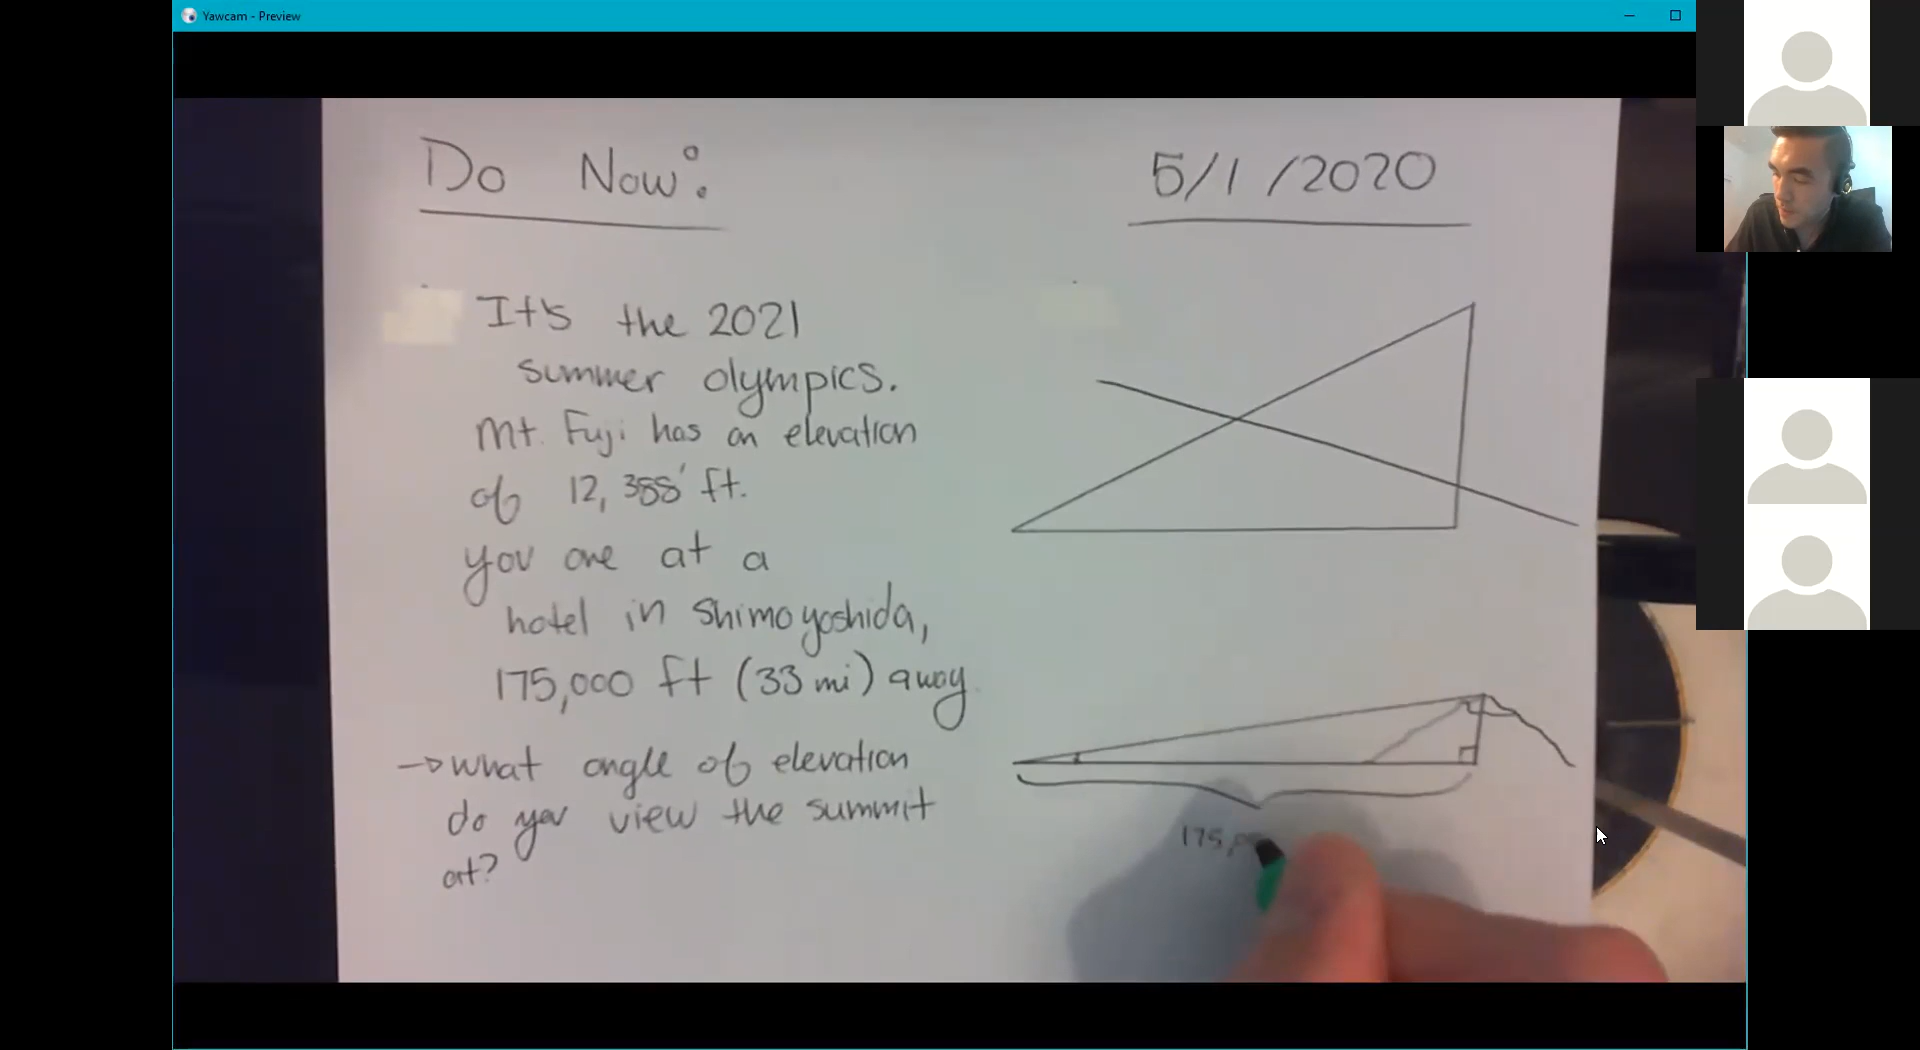 Yawcam - Preview
Do Now:
5/1/2020
It's the 2021
summer olympics.
Mt. Fuji has an elevation
of 12,388' ft.
you are at a
hotel in Shimoyoshida,
175,000 ft (33 mi) away
→ what angle of elevation
do you view the summit
at?
175,